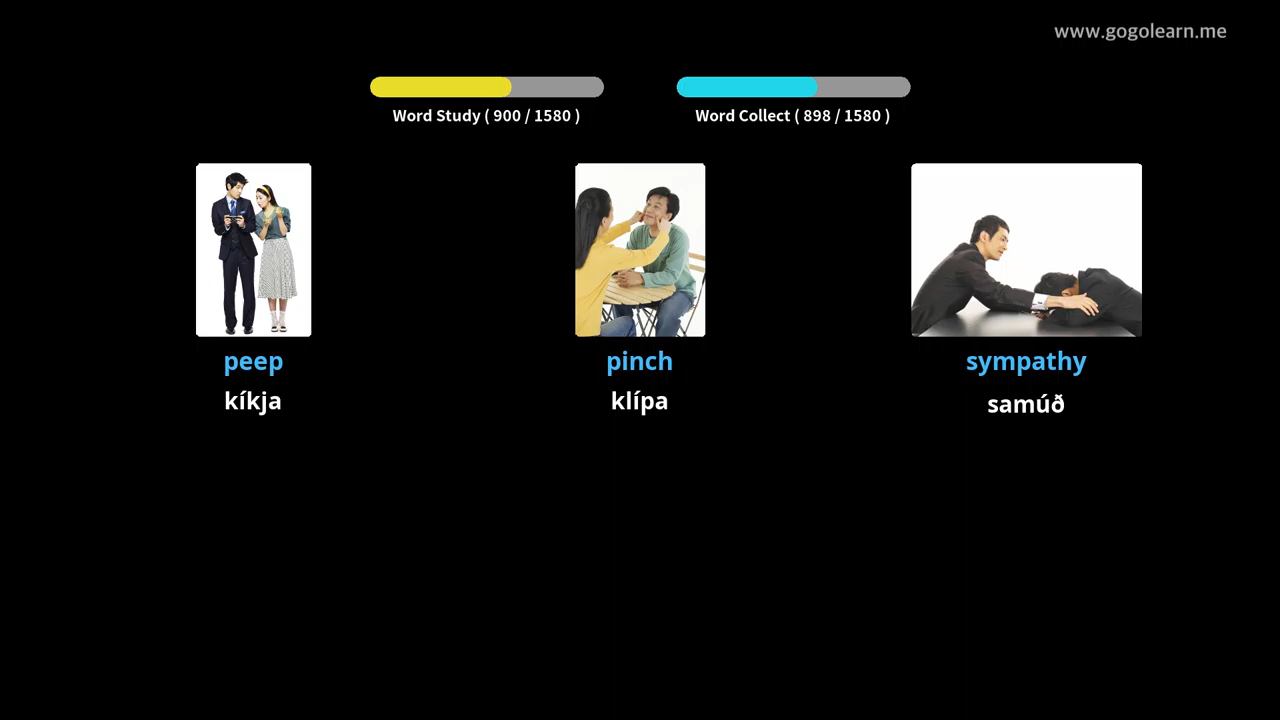 www.gogolearn.me
Word Study ( 900 / 1580 )
Word Collect ( 898 / 1580 )
peep
kíkja
pinch
klípa
sympathy
samúð